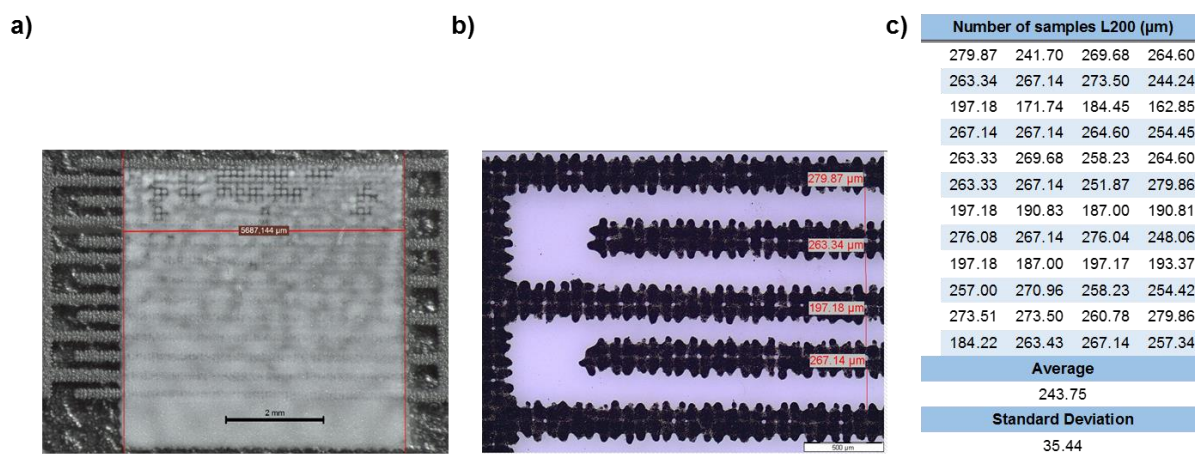 a)
b)
c)
5687,144 µm
2 mm
279.87 µm
263.34 µm
197.18 µm
267.14 µm
500 µm
Number of samples L200 (µm)
279.87 241.70 269.68 264.60
263.34 267.14 273.50 244.24
197.18 171.74 184.45 162.85
267.14 267.14 264.60 254.45
263.33 269.68 258.23 264.60
263.33 267.14 251.87 279.86
197.18 190.83 187.00 190.81
276.08 267.14 276.04 248.06
197.18 187.00 197.17 193.37
257.00 270.96 258.23 254.42
273.51 273.50 260.78 279.86
184.22 263.43 267.14 257.34
Average
243.75
Standard Deviation
35.44